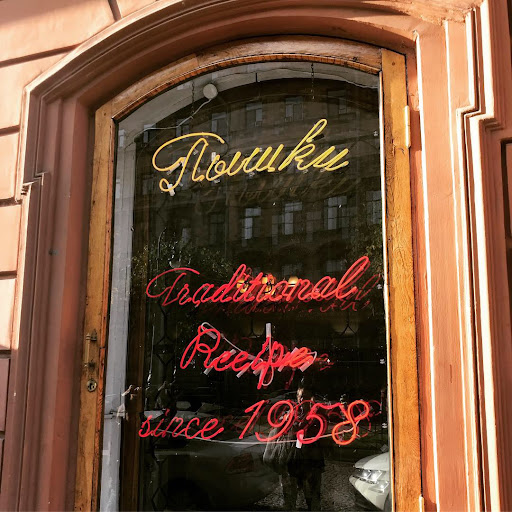 Пышки
Traditional
Recipe
since 1958